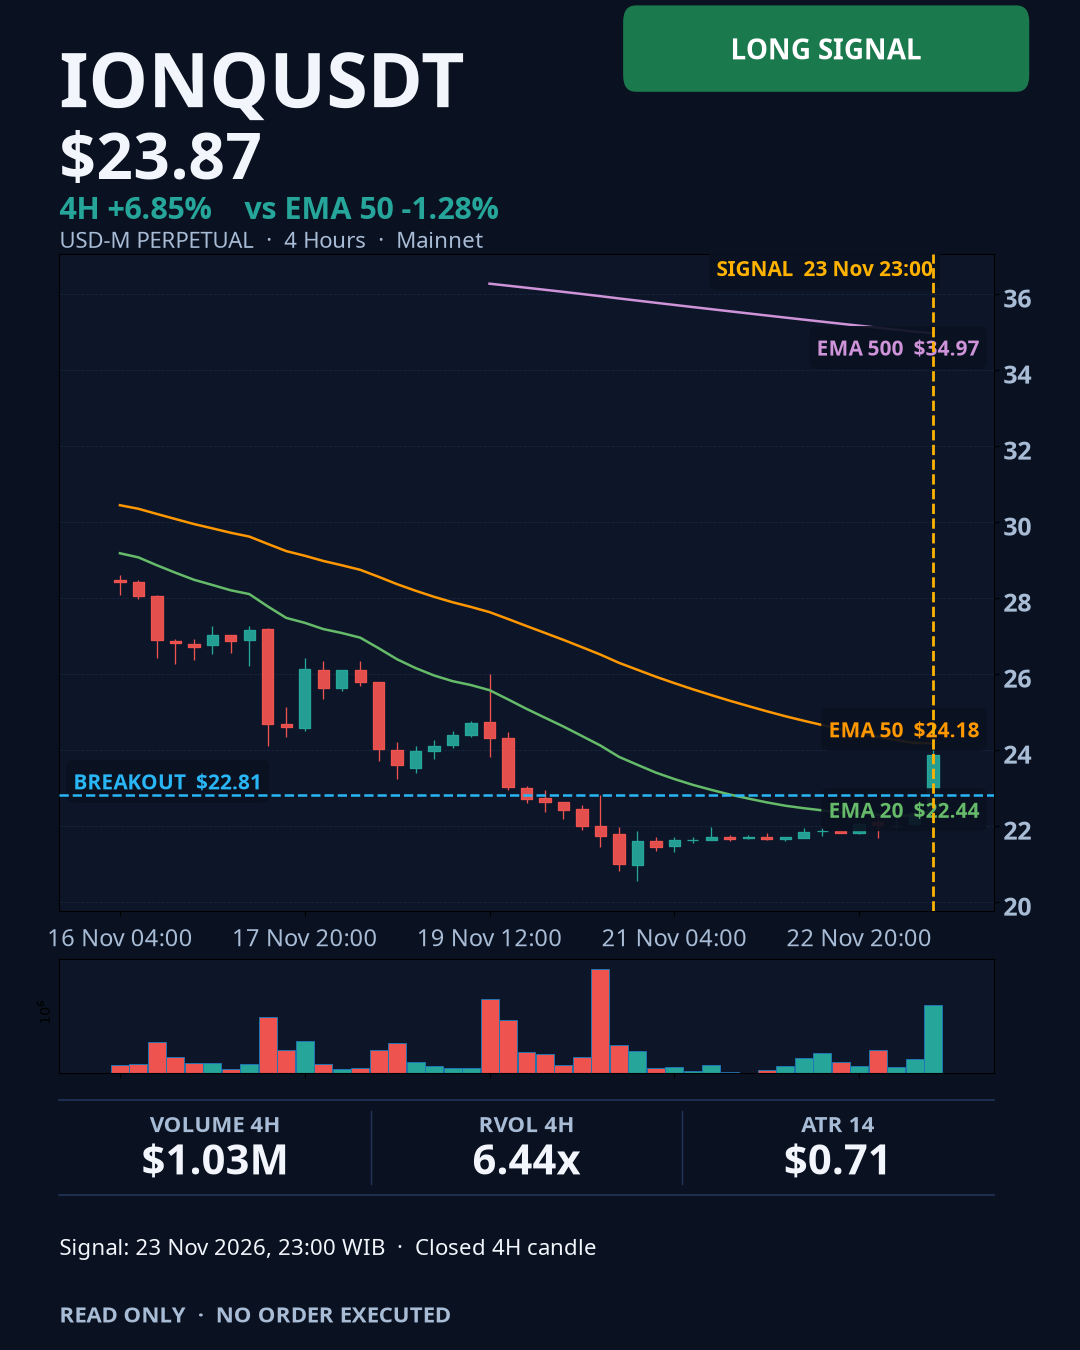 LONG SIGNAL
IONQUSDT
$23.87
4H +6.85% vs EMA 50 -1.28%
USD-M PERPETUAL · 4 Hours · Mainnet
SIGNAL 23 Nov 23:00
36
EMA 500 $34.97
34
32
30
28
26
EMA 50 $24.18
24
BREAKOUT $22.81
EMA 20 $22.44
22
20
16 Nov 04:00 17 Nov 20:00 19 Nov 12:00 21 Nov 04:00 22 Nov 20:00
10⁶
VOLUME 4H RVOL 4H ATR 14
$1.03M 6.44x $0.71
Signal: 23 Nov 2026, 23:00 WIB · Closed 4H candle
READ ONLY · NO ORDER EXECUTED